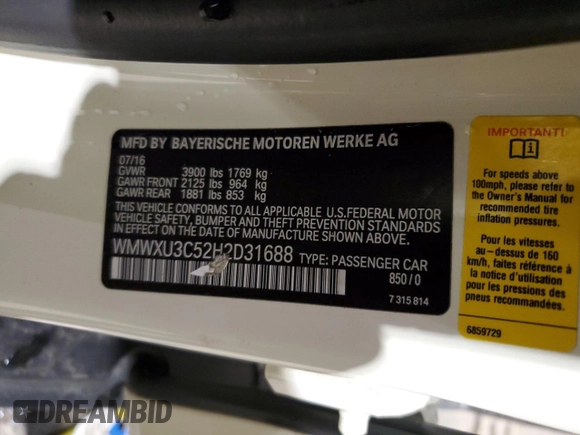 MFD BY BAYERISCHE MOTOREN WERKE AG
07/16
GVWR 3900 lbs 1769 kg
GAWR FRONT 2125 lbs 964 kg
GAWR REAR 1881 lbs 853 kg
THIS VEHICLE CONFORMS TO ALL APPLICABLE U.S.FEDERAL MOTOR
VEHICLE SAFETY, BUMPER AND THEFT PREVENTION STANDARDS
IN EFFECT ON THE DATE OF MANUFACTURE SHOWN ABOVE.
WMWXU3C52H2D31688 TYPE: PASSENGER CAR
850/0
7 315 814
IMPORTANT!
For speeds above
100mph, please refer to
the Owner's Manual for
recommended tire
inflation pressures.
Pour les vitesses
au-dessus de 160
km/h, faites référence à
la notice d'utilisation
pour les pressions des
pneus recommandées.
6859729
DREAMBID